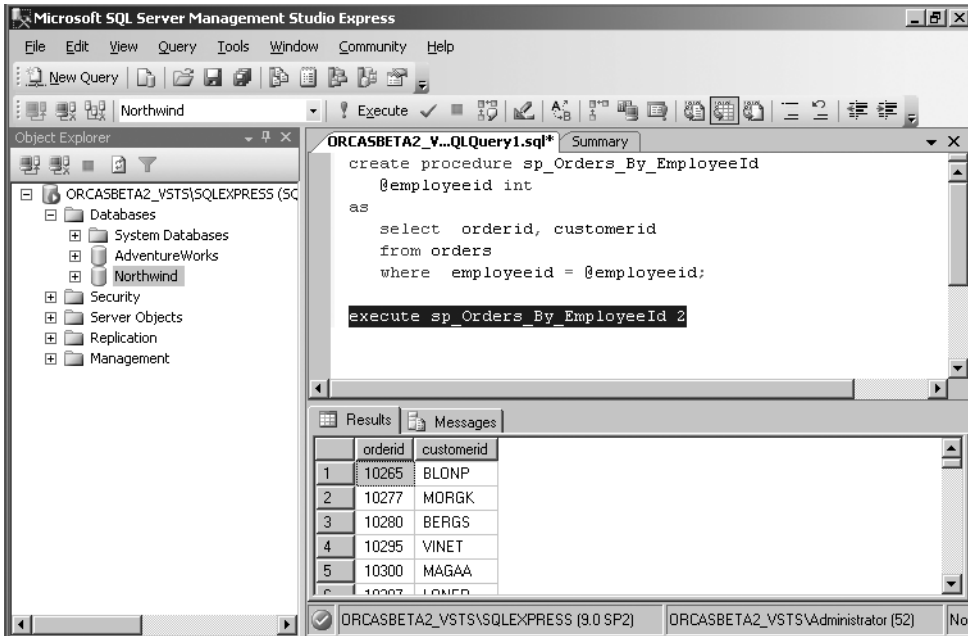 Microsoft SQL Server Management Studio Express
File Edit View Query Tools Window Community Help
New Query
Northwind Execute
Object Explorer
ORCASBETA2_VSTS\SQLEXPRESS (SQ
Databases
System Databases
AdventureWorks
Northwind
Security
Server Objects
Replication
Management
ORCASBETA2_V...QLQuery1.sql* Summary
create procedure sp_Orders_By_EmployeeId
@employeeid int
as
select orderid, customerid
from orders
where employeeid = @employeeid;
execute sp_Orders_By_EmployeeId 2
Results Messages
orderid customerid
1 10265 BLONP
2 10277 MORGK
3 10280 BERGS
4 10295 VINET
5 10300 MAGAA
ORCASBETA2_VSTS\SQLEXPRESS (9.0 SP2) ORCASBETA2_VSTS\Administrator (52) No